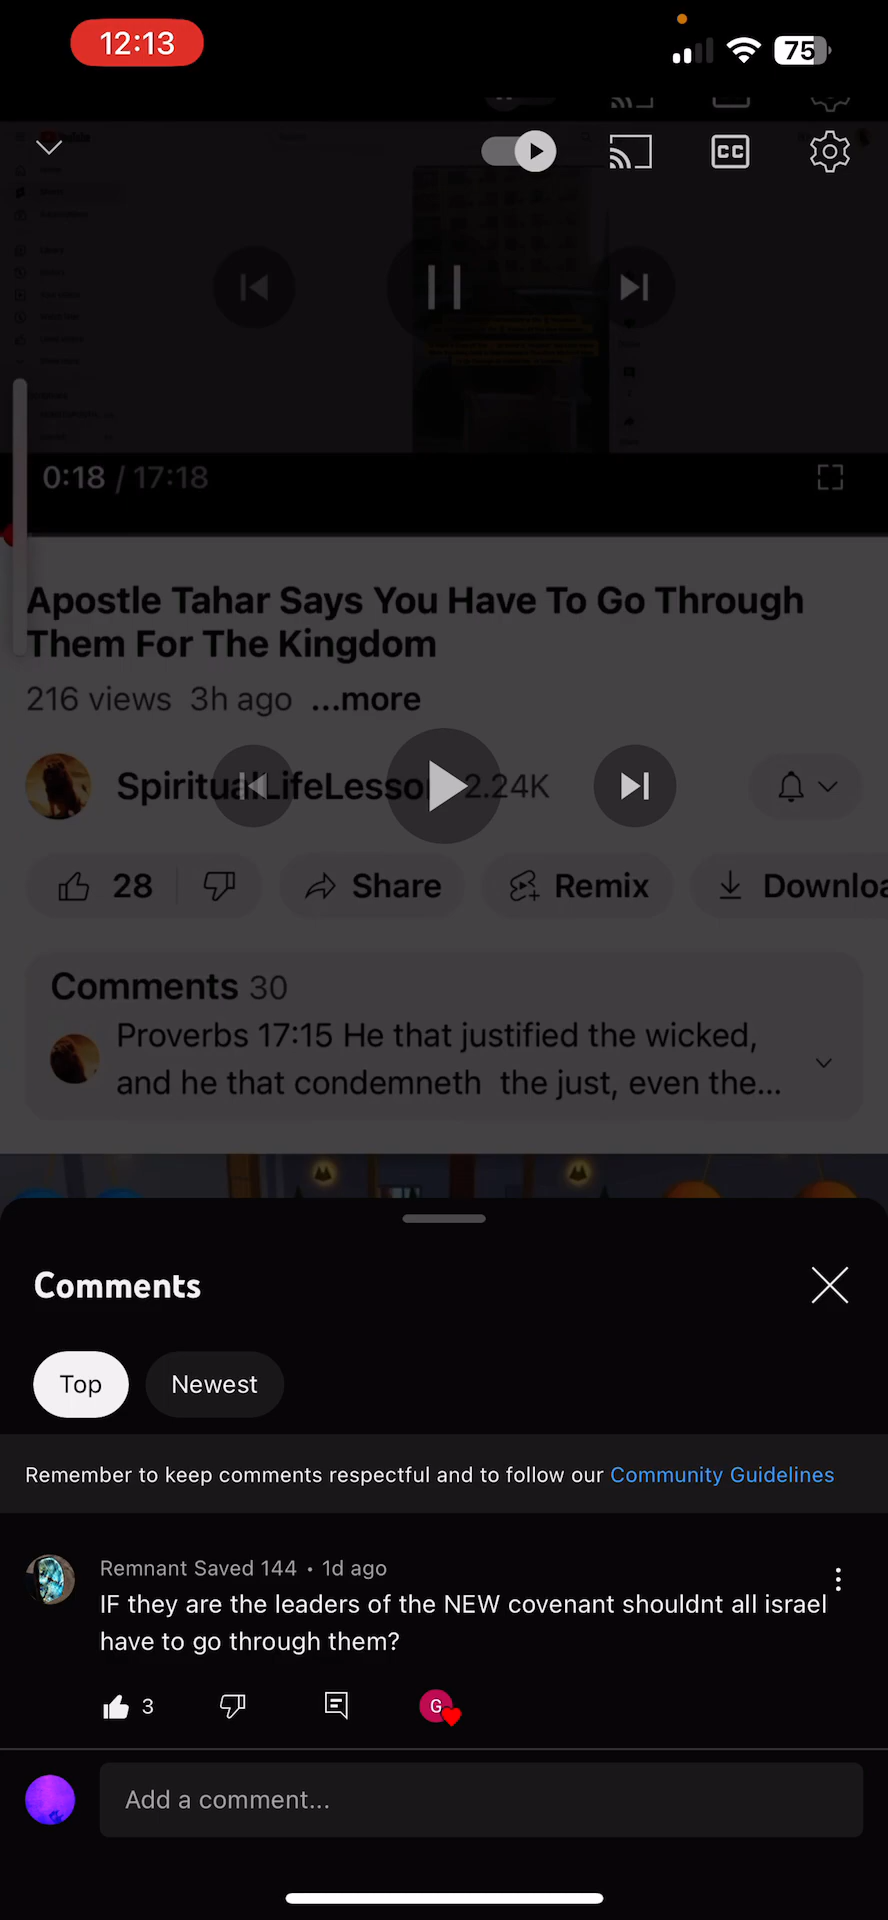 12:13
75
CC
0:18 / 17:18
Apostle Tahar Says You Have To Go Through
Them For The Kingdom
216 views 3h ago ...more
2.24K
28
Share
Remix
Comments 30
Proverbs 17:15 He that justified the wicked,
and he that condemneth the just, even the...
Comments
Top
Newest
Remember to keep comments respectful and to follow our Community Guidelines
Remnant Saved 144 • 1d ago
IF they are the leaders of the NEW covenant shouldnt all israel
have to go through them?
3
G
Add a comment...